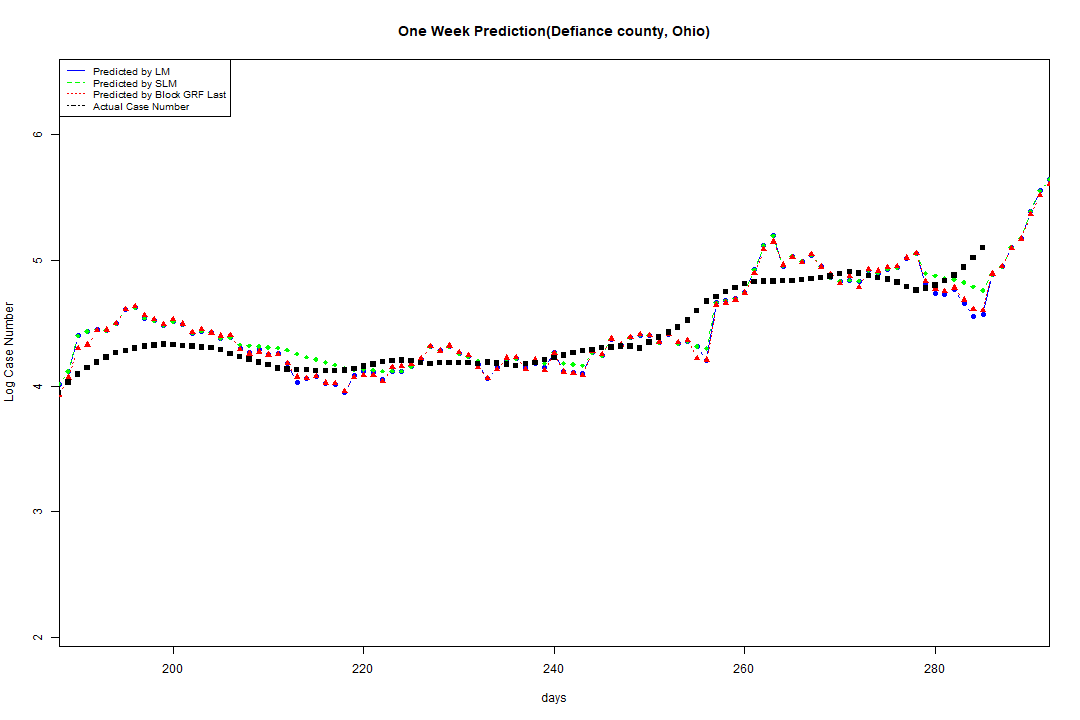 One Week Prediction(Defiance county, Ohio)
Predicted by LM
Predicted by SLM
Predicted by Block GRF Last
Actual Case Number
6
5
4
3
2
Log Case Number
200
220
240
260
280
days